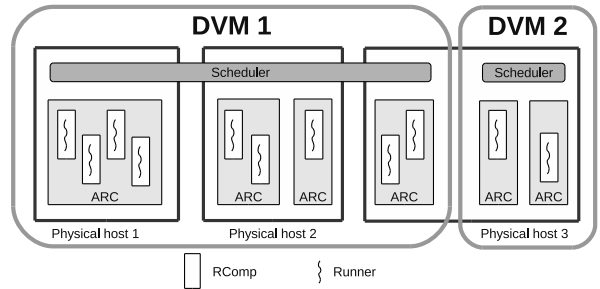 DVM 1
DVM 2
Scheduler
Scheduler
ARC
ARC
ARC
ARC
ARC
ARC
Physical host 1
Physical host 2
Physical host 3
RComp
Runner